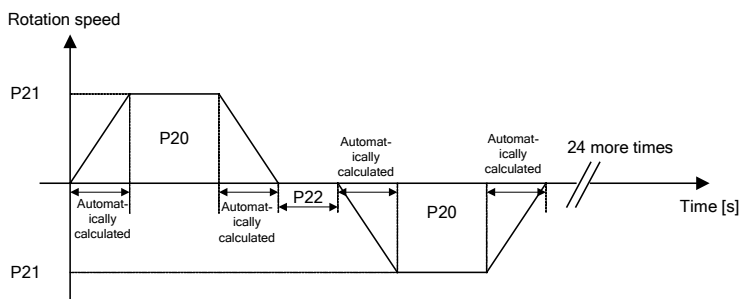 Rotation speed
P21
P20
Automat-
ically
calculated
Automat-
ically
calculated
24 more times
Automat-
ically
calculated
Automat-
ically
calculated
P22
P20
Time [s]
P21